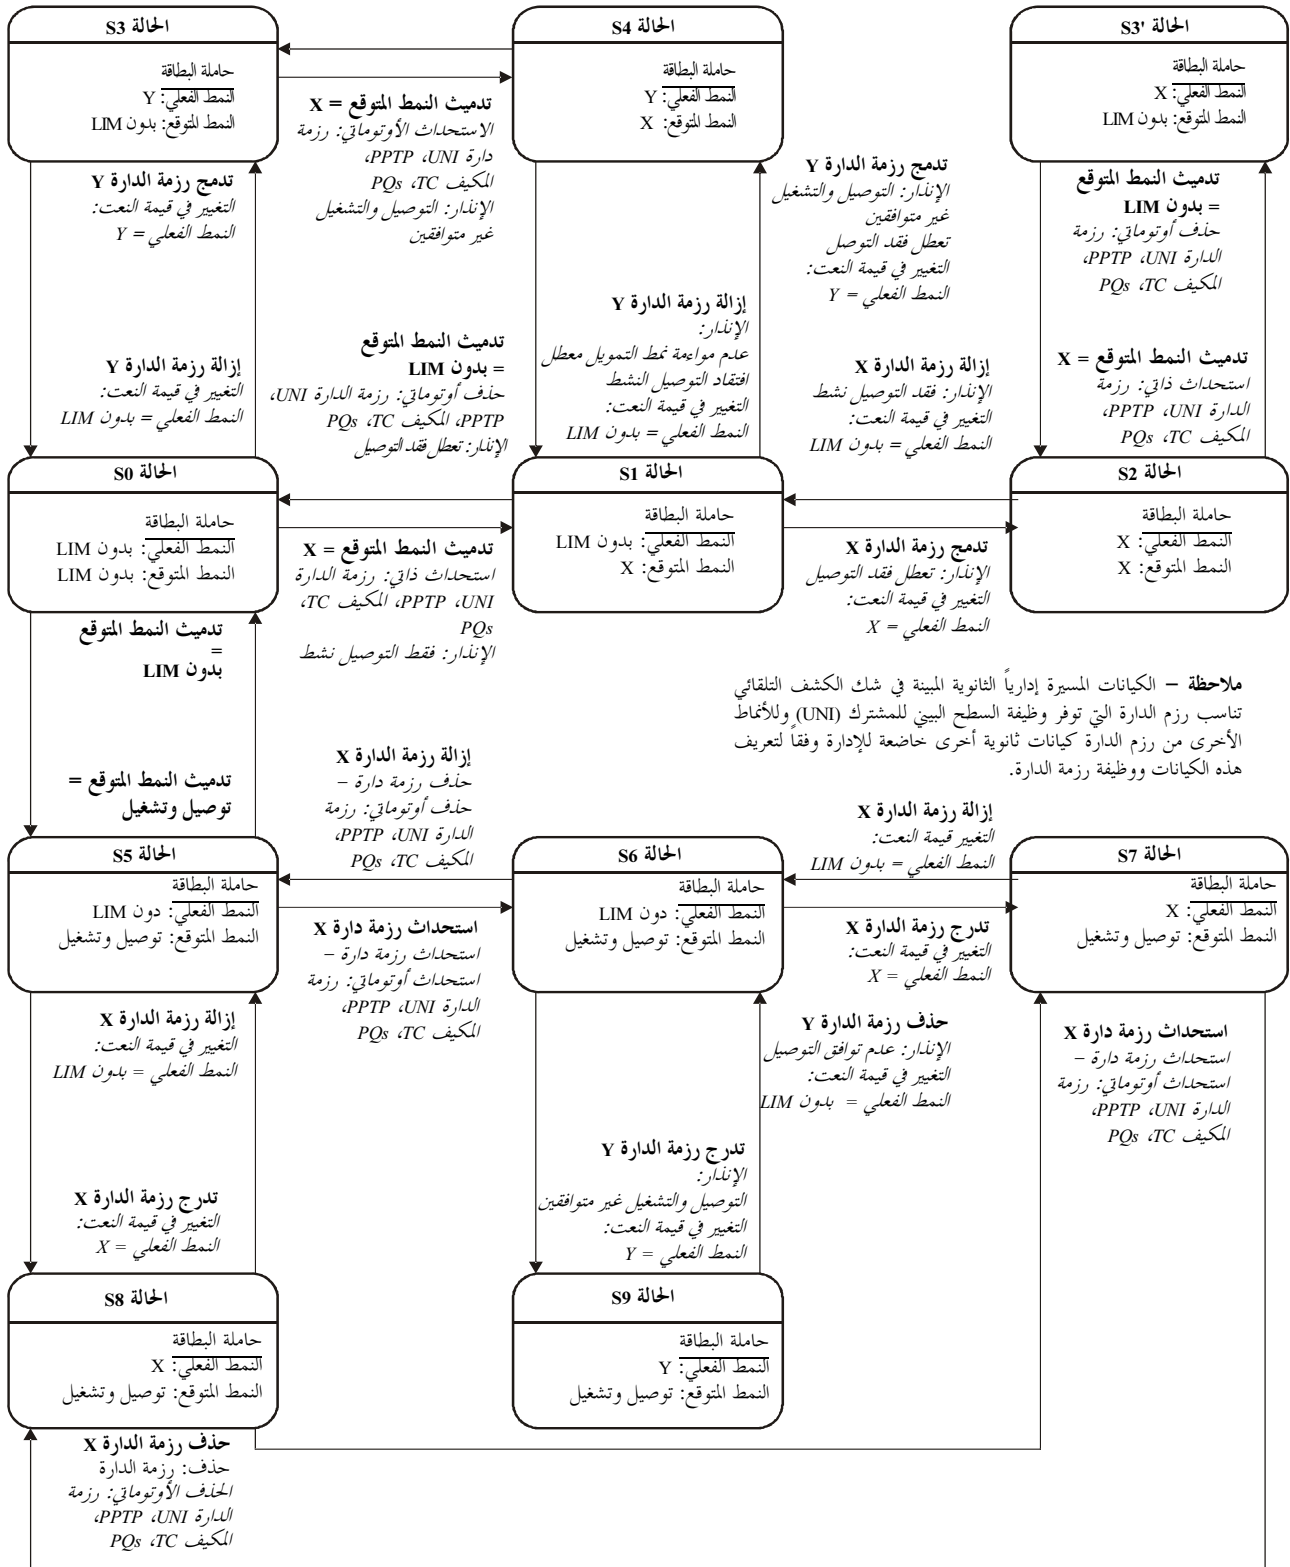 الحالة S3
حاملة البطاقة
النمط الفعلي: Y
النمط المتوقع: بدون LIM
الحالة S4
حاملة البطاقة
النمط الفعلي: Y
النمط المتوقع: X
الحالة S3'
حاملة البطاقة
النمط الفعلي: X
النمط المتوقع: بدون LIM
تدميث النمط المتوقع = X
الاستحداث الأوتوماتي: رزمة
دارة UNI، PPTP،
المكيف TC، PQs
الإنذار: التوصيل والتشغيل
غير متوافقين
تدمج رزمة الدارة Y
التغيير في قيمة النعت:
النمط الفعلي = Y
تدمج رزمة الدارة Y
الإنذار: التوصيل والتشغيل
غير متوافقين
تعطل فقد التوصل
التغيير في قيمة النعت:
النمط الفعلي = Y
تدميث النمط المتوقع
= بدون LIM
حذف أوتوماتي: رزمة
الدارة UNI، PPTP،
المكيف TC، PQs
إزالة رزمة الدارة Y
التغيير في قيمة النعت:
النمط الفعلي = بدون LIM
تدميث النمط المتوقع
= بدون LIM
حذف أوتوماتي: رزمة الدارة UNI،
PPTP، المكيف TC، PQs
الإنذار: تعطل فقد التوصيل
إزالة رزمة الدارة Y
الإنذار:
عدم مواءمة نمط التمويل معطل
افتقاد التوصيل النشط
التغيير في قيمة النعت:
النمط الفعلي = بدون LIM
إزالة رزمة الدارة X
الإنذار: فقد التوصيل نشط
التغيير في قيمة النعت:
النمط الفعلي = بدون LIM
تدميث النمط المتوقع = X
استحداث ذاتي: رزمة
الدارة UNI، PPTP،
المكيف TC، PQs
الحالة S0
حاملة البطاقة
النمط الفعلي: بدون LIM
النمط المتوقع: بدون LIM
الحالة S1
حاملة البطاقة
النمط الفعلي: بدون LIM
النمط المتوقع: X
الحالة S2
حاملة البطاقة
النمط الفعلي: X
النمط المتوقع: X
تدميث النمط المتوقع = X
استحداث ذاتي: رزمة الدارة
UNI، PPTP، المكيف TC،
PQs
الإنذار: فقط التوصيل نشط
تدمج رزمة الدارة X
الإنذار: تعطل فقد التوصيل
التغيير في قيمة النعت:
النمط الفعلي = X
تدميث النمط المتوقع
=
بدون LIM
ملاحظة – الكيانات المسيرة إدارياً الثانوية المبينة في شك الكشف التلقائي
تناسب رزم الدارة التي توفر وظيفة السطح البيني للمشترك (UNI) وللأنماط
الأخرى من رزم الدارة كيانات ثانوية أخرى خاضعة للإدارة وفقاً لتعريف
هذه الكيانات ووظيفة رزمة الدارة.
تدميث النمط المتوقع =
توصيل وتشغيل
إزالة رزمة الدارة X
حذف رزمة دارة –
حذف أوتوماتي: رزمة
الدارة UNI، PPTP،
المكيف TC، PQs
إزالة رزمة الدارة X
التغيير قيمة النعت:
النمط الفعلي = بدون LIM
الحالة S5
حاملة البطاقة
النمط الفعلي: دون LIM
النمط المتوقع: توصيل وتشغيل
الحالة S6
حاملة البطاقة
النمط الفعلي: دون LIM
النمط المتوقع: توصيل وتشغيل
الحالة S7
حاملة البطاقة
النمط الفعلي: X
النمط المتوقع: توصيل وتشغيل
استحداث رزمة دارة X
استحداث رزمة دارة –
استحداث أوتوماتي: رزمة
الدارة UNI، PPTP،
المكيف TC، PQs
تدرج رزمة الدارة X
التغيير في قيمة النعت:
النمط الفعلي = X
إزالة رزمة الدارة X
التغيير في قيمة النعت:
النمط الفعلي = بدون LIM
حذف رزمة الدارة Y
الإنذار: عدم توافق التوصيل
التغيير في قيمة النعت:
النمط الفعلي = بدون LIM
استحداث رزمة دارة X
استحداث رزمة دارة –
استحداث أوتوماتي: رزمة
الدارة UNI، PPTP،
المكيف TC، PQs
تدرج رزمة الدارة X
التغيير في قيمة النعت:
النمط الفعلي = X
تدرج رزمة الدارة Y
الإنذار:
التوصيل والتشغيل غير متوافقين
التغيير في قيمة النعت:
النمط الفعلي = Y
الحالة S8
حاملة البطاقة
النمط الفعلي: X
النمط المتوقع: توصيل وتشغيل
الحالة S9
حاملة البطاقة
النمط الفعلي: Y
النمط المتوقع: توصيل وتشغيل
حذف رزمة الدارة X
حذف: رزمة الدارة
الحذف الأوتوماتي: رزمة
الدارة UNI، PPTP،
المكيف TC، PQs